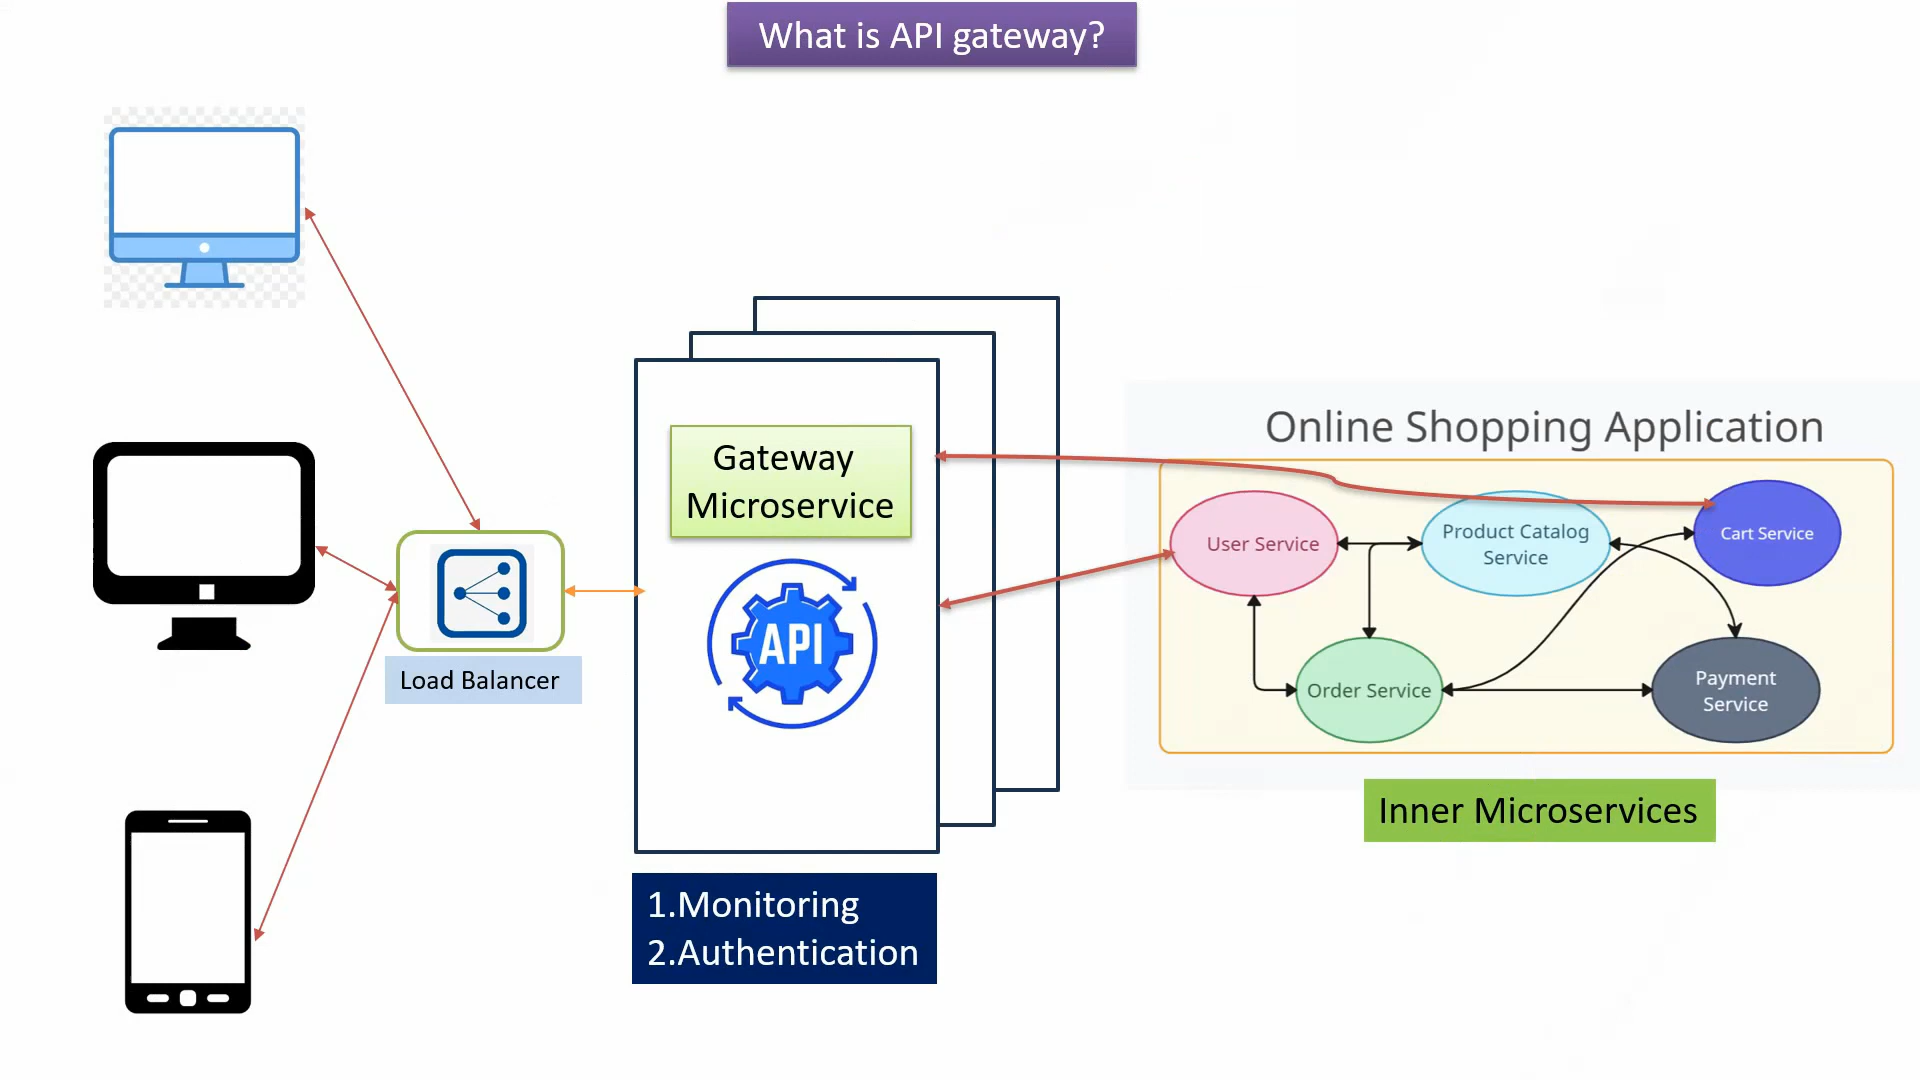 What is API gateway?
Gateway
Microservice
API
Load Balancer
1.Monitoring
2.Authentication
Online Shopping Application
User Service
Product Catalog
Service
Cart Service
Order Service
Payment
Service
Inner Microservices